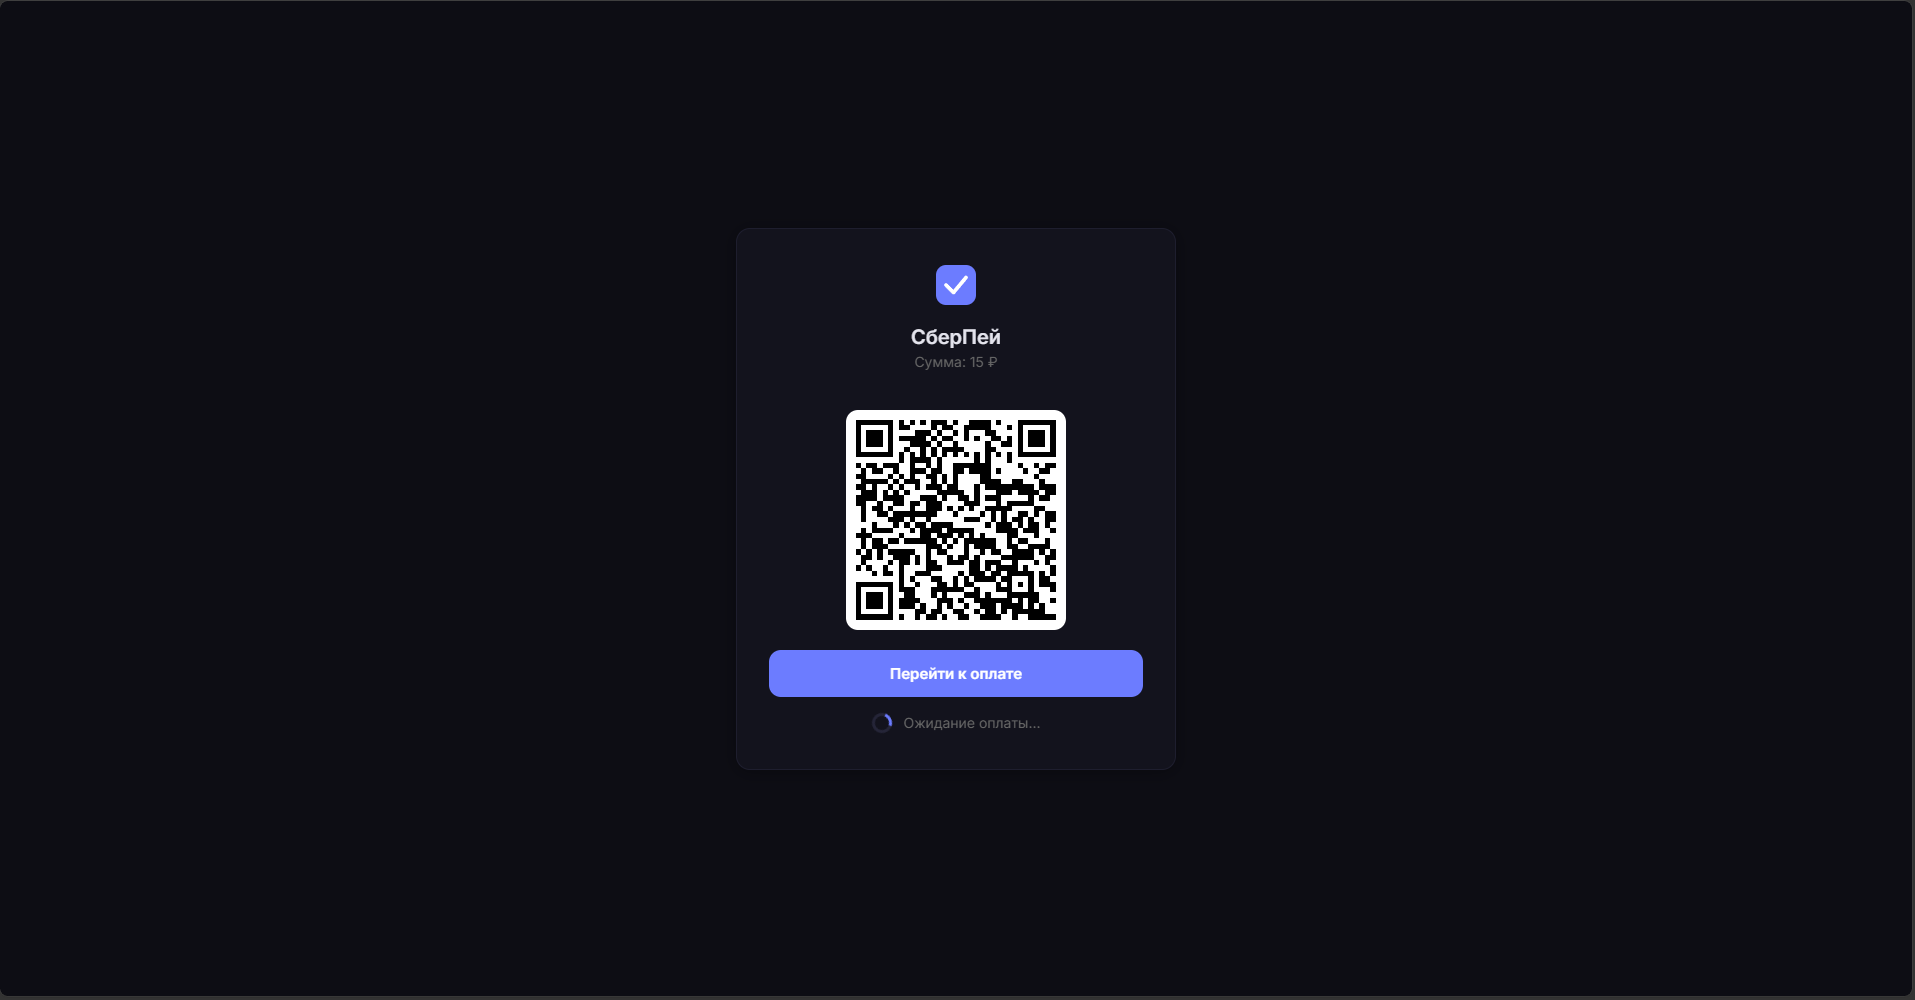 СберПей
Сумма: 15 ₽
Перейти к оплате
Ожидание оплаты...